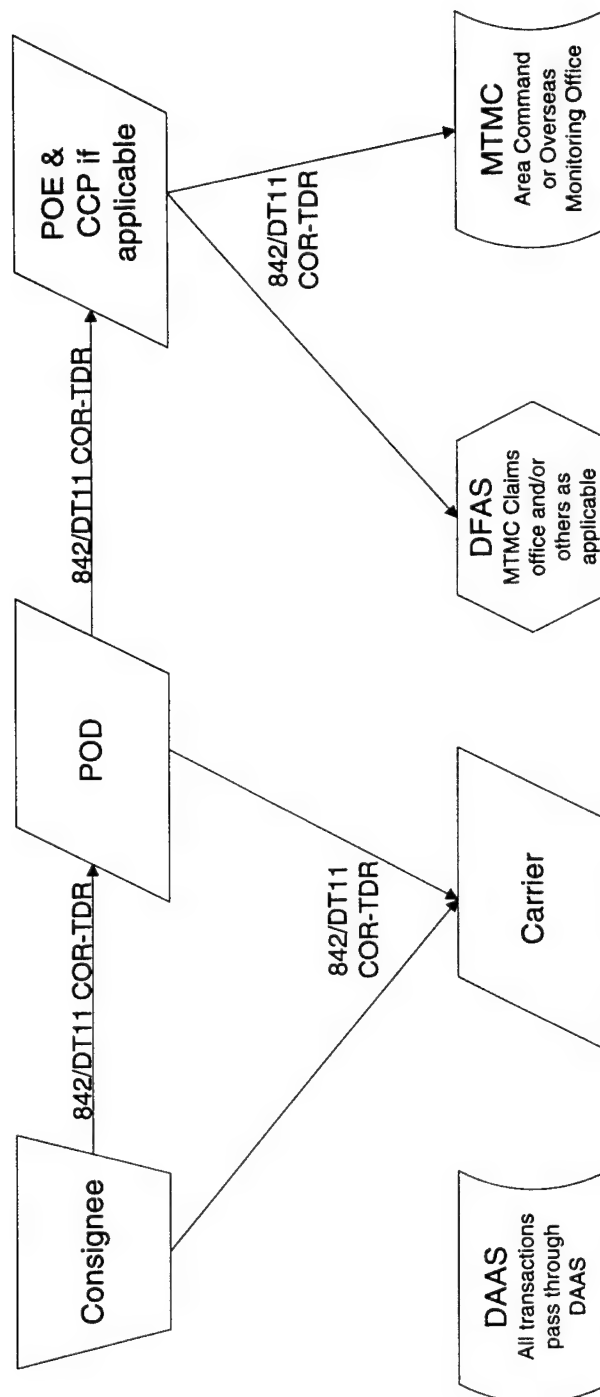 Consignee
842/DT11 COR-TDR
POD
842/DT11 COR-TDR
POE &
CCP if
applicable
842/DT11
COR-TDR
842/DT11
COR-TDR
DAAS
All transactions
pass through
DAAS
Carrier
DFAS
MTMC Claims
office and/or
others as
applicable
MTMC
Area Command
or Overseas
Monitoring Office